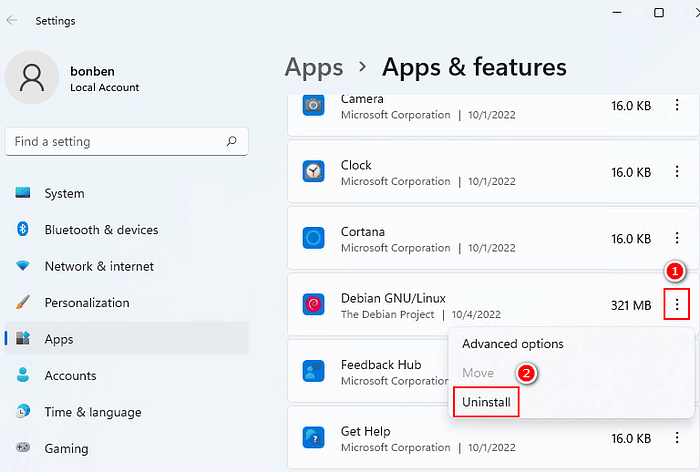 Settings
bonben
Local Account
Find a setting
System
Bluetooth & devices
Network & internet
Personalization
Apps
Accounts
Time & language
Gaming
Apps > Apps & features
Camera
Microsoft Corporation | 10/1/2022
16.0 KB
Clock
Microsoft Corporation | 10/1/2022
16.0 KB
Cortana
Microsoft Corporation | 10/1/2022
16.0 KB
1
Debian GNU/Linux
The Debian Project | 10/4/2022
321 MB
Advanced options
Move
2
Uninstall
Feedback Hub
Microsoft Corporation
Get Help
Microsoft Corporation | 10/1/2022
16.0 KB